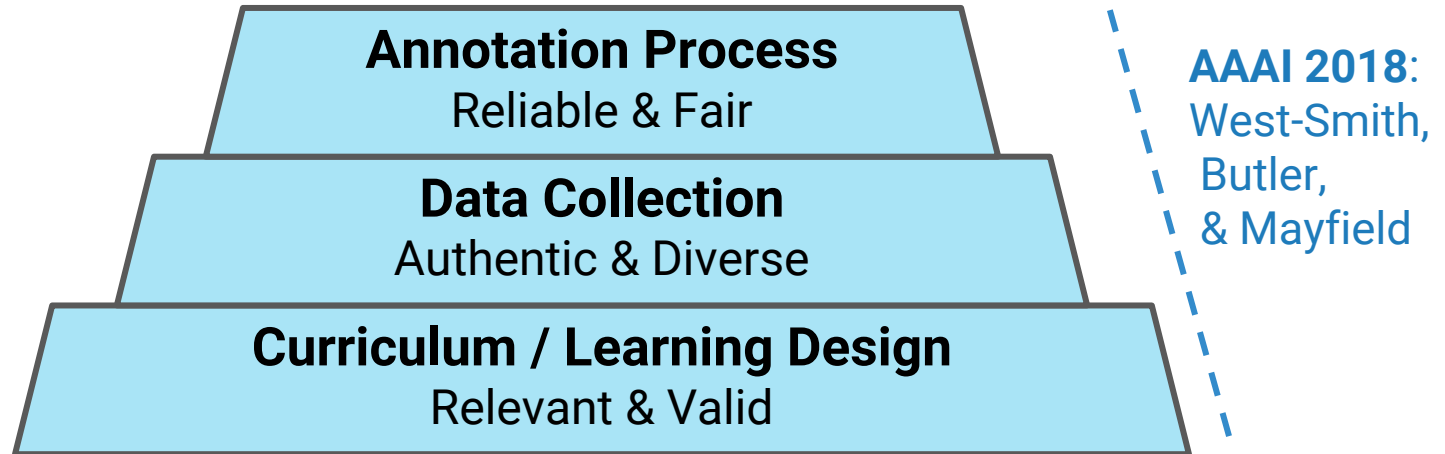 Annotation Process
Reliable & Fair
Data Collection
Authentic & Diverse
Curriculum / Learning Design
Relevant & Valid
AAAI 2018:
West-Smith,
Butler,
& Mayfield